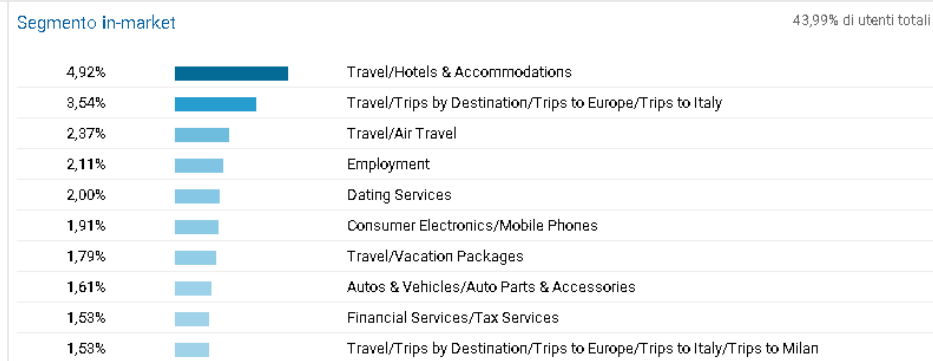 Segmento in-market
43,99% di utenti totali
4,92% Travel/Hotels & Accommodations
3,54% Travel/Trips by Destination/Trips to Europe/Trips to Italy
2,37% Travel/Air Travel
2,11% Employment
2,00% Dating Services
1,91% Consumer Electronics/Mobile Phones
1,79% Travel/Vacation Packages
1,61% Autos & Vehicles/Auto Parts & Accessories
1,53% Financial Services/Tax Services
1,53% Travel/Trips by Destination/Trips to Europe/Trips to Italy/Trips to Milan